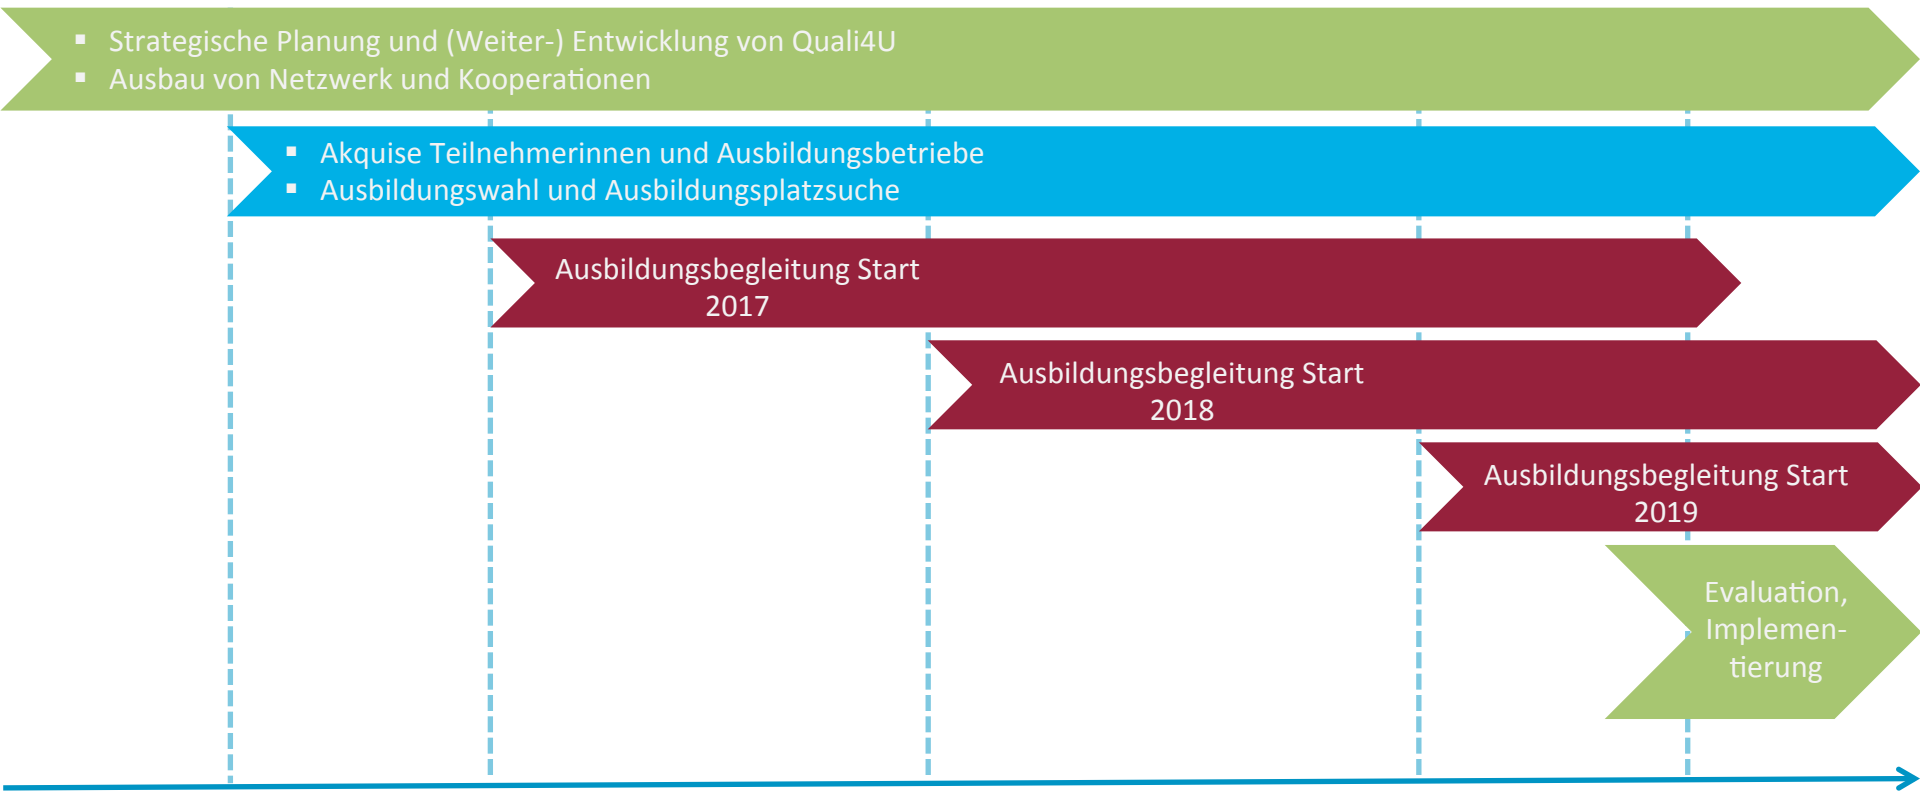 ▪ Strategische Planung und (Weiter-) Entwicklung von Quali4U
▪ Ausbau von Netzwerk und Kooperationen
▪ Akquise Teilnehmerinnen und Ausbildungsbetriebe
▪ Ausbildungswahl und Ausbildungsplatzsuche
Ausbildungsbegleitung Start
2017
Ausbildungsbegleitung Start
2018
Ausbildungsbegleitung Start
2019
Evaluation,
Implemen-
tierung